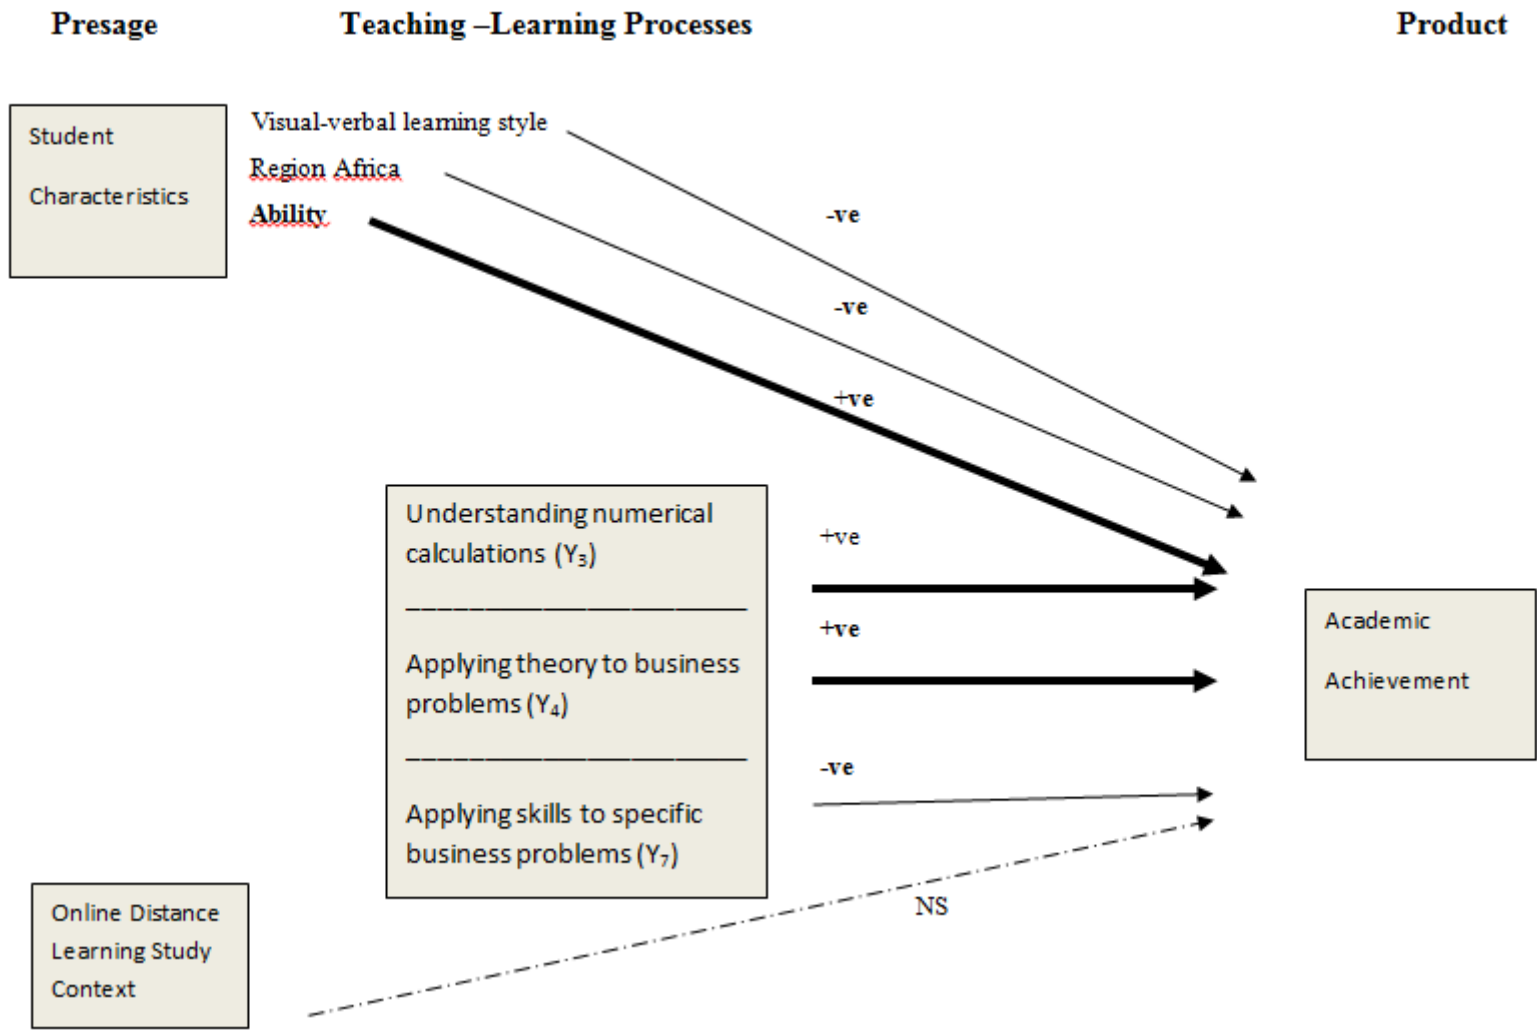 Presage
Teaching –Learning Processes
Product
Student
Characteristics
Visual-verbal learning style
Region Africa
Ability
-ve
-ve
+ve
Understanding numerical
calculations (Y₃)
Applying theory to business
problems (Y₄)
Applying skills to specific
business problems (Y₇)
+ve
+ve
-ve
Academic
Achievement
Online Distance
Learning Study
Context
NS